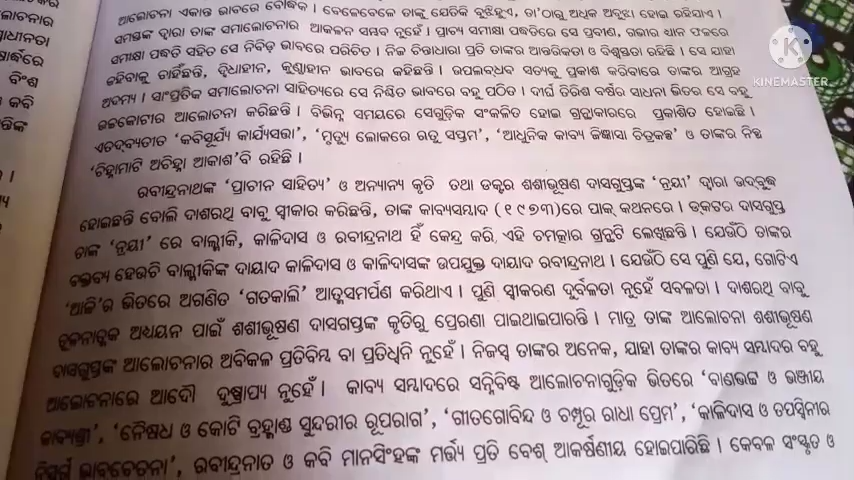 ଆଲୋଚନା ଏକାନ୍ତ ଭାବରେ ବୌଦ୍ଧିକ । ବେଳେବେଳେ ତାଙ୍କୁ ଯେତିକି ବୁଝିହୁଏ, ତା'ଠାରୁ ଅଧିକ ଅବୁଝା ହୋଇ ରହିଯାଏ ।
ସମସ୍ତଙ୍କ ଦ୍ୱାରା ତାଙ୍କ ସମାଲୋଚନାର ଆକଳନ ସମ୍ଭବ ନୁହେଁ । ପ୍ରାଚ୍ୟ ସମୀକ୍ଷା ପଦ୍ଧତିରେ ସେ ପ୍ରବୀଣ, ଗଭୀର ଧ୍ୟାନ ଫଳରେ
ସମୀକ୍ଷା ପଦ୍ଧତି ସହିତ ସେ ନିବିଡ଼ ଭାବରେ ପରିଚିତ । ନିଜ ଚିନ୍ତାଧାରା ପ୍ରତି ତାଙ୍କର ଆନ୍ତରିକତା ଓ ବିଶ୍ୱସ୍ତତା ରହିଛି । ସେ ଯାହା
କହିବାକୁ ଚାହିଁଛନ୍ତି, ଦ୍ୱିଧାହୀନ, କୁଣ୍ଠାହୀନ ଭାବରେ କହିଛନ୍ତି । ଉପଲବ୍‌ଧ ସତ୍ୟକୁ ପ୍ରକାଶ କରିବାରେ ତାଙ୍କର ଆଗ୍ରହ
ଅଦମ୍ୟ । ସାଂପ୍ରତିକ ସମାଲୋଚନା ସାହିତ୍ୟରେ ସେ ନିଶ୍ଚିତ ଭାବରେ ବହୁ ପଠିତ । ଦୀର୍ଘ ତିରିଶ ବର୍ଷର ସାଧନା ଭିତର ସେ ବହୁ
ଉଚ୍ଚକୋଟୀର ଆଲୋଚନା କରିଛନ୍ତି । ବିଭିନ୍ନ ସମୟରେ ସେଗୁଡ଼ିକ ସଂକଳିତ ହୋଇ ଗ୍ରନ୍ଥାକାରରେ ପ୍ରକାଶିତ ହୋଇଛି ।
ଏତଦ୍‌ବ୍ୟତୀତ 'କବିସୂର୍ଯ୍ୟ କାର୍ଯ୍ୟସଭା', 'ମୃତ୍ୟୁ ଲୋକରେ ରତୁ ସପ୍ତମ', 'ଆଧୁନିକ କାବ୍ୟ ଜିଜ୍ଞାସା ଚିତ୍ରକଳ୍ପ' ଓ ତାଙ୍କର ନିଜ
'ଚିହ୍ନାମାଟି ଅଚିହ୍ନା ଆକାଶ'ବି ରହିଛି ।
ରବୀନ୍ଦ୍ରନାଥଙ୍କ 'ପ୍ରାଚୀନ ସାହିତ୍ୟ' ଓ ଅନ୍ୟାନ୍ୟ କୃତି ତଥା ଡକ୍ଟର ଶଶୀଭୂଷଣ ଦାସଗୁପ୍ତଙ୍କ 'ତ୍ରୟୀ' ଦ୍ୱାରା ଉଦ୍‌ବୁଦ୍ଧ
ହୋଇଛନ୍ତି ବୋଲି ଦାଶରଥି ବାବୁ ସ୍ୱୀକାର କରିଛନ୍ତି, ତାଙ୍କ କାବ୍ୟସମ୍ବାଦ (୧୯୭୩)ରେ ପାକ୍ କଥନରେ । ଡ଼କଟର ଦାସଗୁପ୍ତ
ତାଙ୍କ 'ତ୍ରୟୀ' ରେ ବାଲ୍ମୀକି, କାଳିଦାସ ଓ ରବୀନ୍ଦ୍ରନାଥ ହିଁ କେନ୍ଦ୍ର କରି ଏହି ଚମତ୍କାର ଗ୍ରନ୍ଥଟି ଲେଖିଛନ୍ତି । ଯେଉଁଠି ତାଙ୍କର
ବକ୍ତବ୍ୟ ହେଉଚି ବାଲ୍ମୀକିଙ୍କ ଦାୟାଦ କାଳିଦାସ ଓ କାଳିଦାସଙ୍କ ଉପଯୁକ୍ତ ଦାୟାଦ ରବୀନ୍ଦ୍ରନାଥ । ଯେଉଁଠି ସେ ପୁଣି ଯେ, ଗୋଟିଏ
'ଆଜି'ର ଭିତରେ ଅଗଣିତ 'ଗତକାଲି' ଆତ୍ମସମର୍ପଣ କରିଥାଏ । ପୁଣି ସ୍ୱୀକରଣ ଦୁର୍ବଳତା ନୁହେଁ ସବଳତା । ଦାଶରଥି ବାବୁ
ତୁଳନାତ୍ମକ ଅଧ୍ୟୟନ ପାଇଁ ଶଶୀଭୂଷଣ ଦାସଗପ୍ତଙ୍କ କୃତିରୁ ପ୍ରେରଣା ପାଇଥାଇପାରନ୍ତି । ମାତ୍ର ତାଙ୍କ ଆଲୋଚନା ଶଶୀଭୂଷଣ
ଦାସଗୁପ୍ତଙ୍କ ଆଲୋଚନାର ଅବିକଳ ପ୍ରତିବିମ୍ବ ବା ପ୍ରତିଧ୍ୱନି ନୁହେଁ । ନିଜସ୍ୱ ତାଙ୍କର ଅନେକ, ଯାହା ତାଙ୍କର କାବ୍ୟ ସମ୍ବାଦର ବହୁ
ଆଲୋଚନାରେ ଆଦୌ ଦୁଷ୍ପ୍ରାପ୍ୟ ନୁହେଁ । କାବ୍ୟ ସମ୍ବାଦରେ ସନ୍ନିବିଷ୍ଟ ଆଲୋଚନାଗୁଡ଼ିକ ଭିତରେ 'ବାଣଭଟ୍ଟ ଓ ଭଞ୍ଜୀୟ
କାବ୍ୟଶ୍ରୀ', 'ନୈଷଧ ଓ କୋଟି ବ୍ରହ୍ମାଣ୍ଡ ସୁନ୍ଦରୀର ରୂପରାଗ', 'ଗୀତଗୋବିନ୍ଦ ଓ ଚମ୍ପୂର ରାଧା ପ୍ରେମ', 'କାଳିଦାସ ଓ ତପସ୍ୱିନୀର
ନିସର୍ଗ ଭାବଚେତନା', ରବୀନ୍ଦ୍ରନାଚ ଓ କବି ମାନସିଂହଙ୍କ ମର୍ତ୍ତ୍ୟ ପ୍ରତି ବେଶ୍ ଆକର୍ଷଣୀୟ ହୋଇପାରିଛି । କେବଳ ସଂସ୍କୃତ ଓ
KINEMASTER